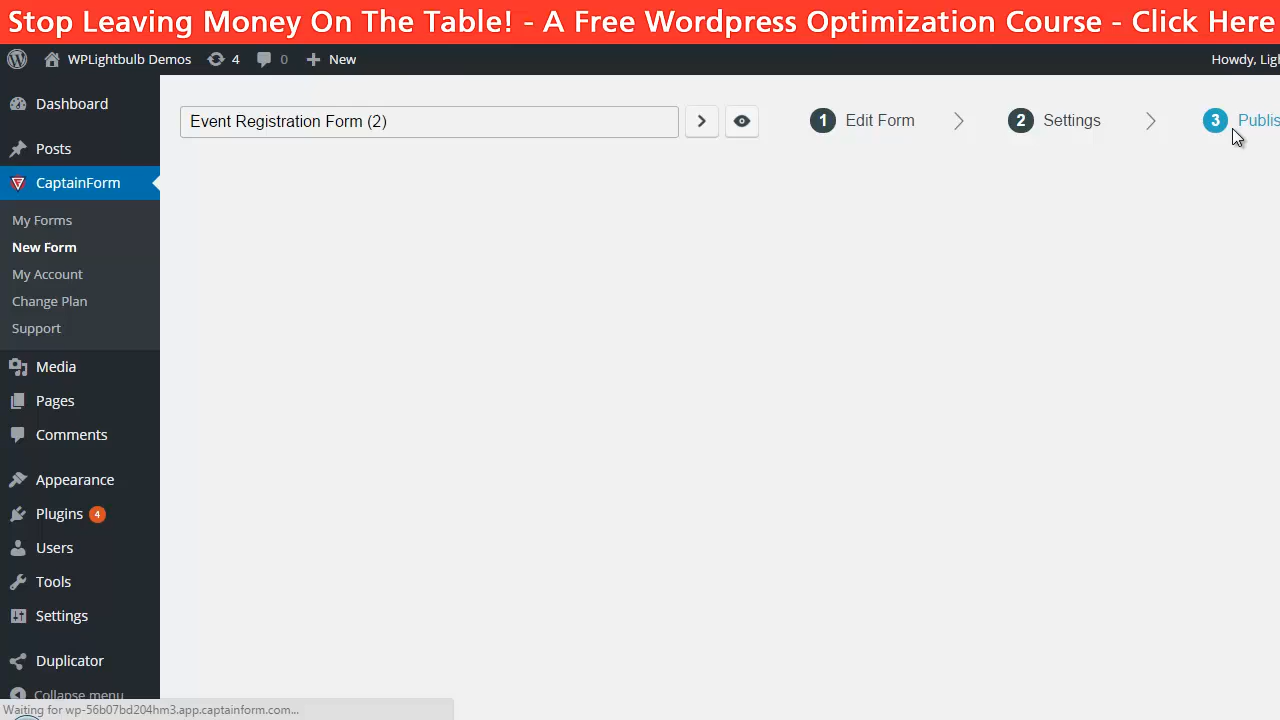 Stop Leaving Money On The Table! - A Free Wordpress Optimization Course - Click Here
WPLightbulb Demos 4 0 New Howdy, Ligh
Dashboard
Event Registration Form (2) 1 Edit Form 2 Settings 3 Publis
Posts
CaptainForm
My Forms
New Form
My Account
Change Plan
Support
Media
Pages
Comments
Appearance
Plugins 4
Users
Tools
Settings
Duplicator
Collapse menu
Waiting for wp-56b07bd204hm3.app.captainform.com...